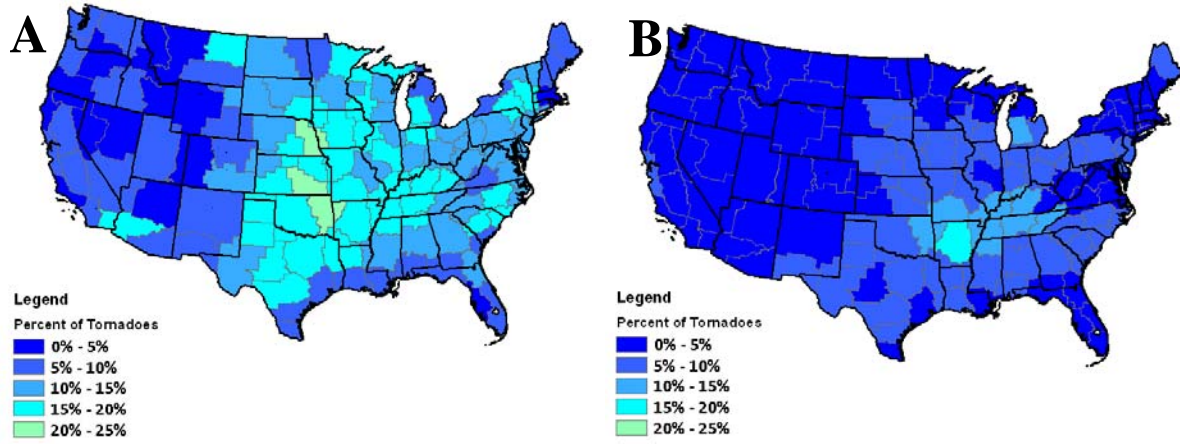 A
Legend
Percent of Tornadoes
0% - 5%
5% - 10%
10% - 15%
15% - 20%
20% - 25%
B
Legend
Percent of Tornadoes
0% - 5%
5% - 10%
10% - 15%
15% - 20%
20% - 25%